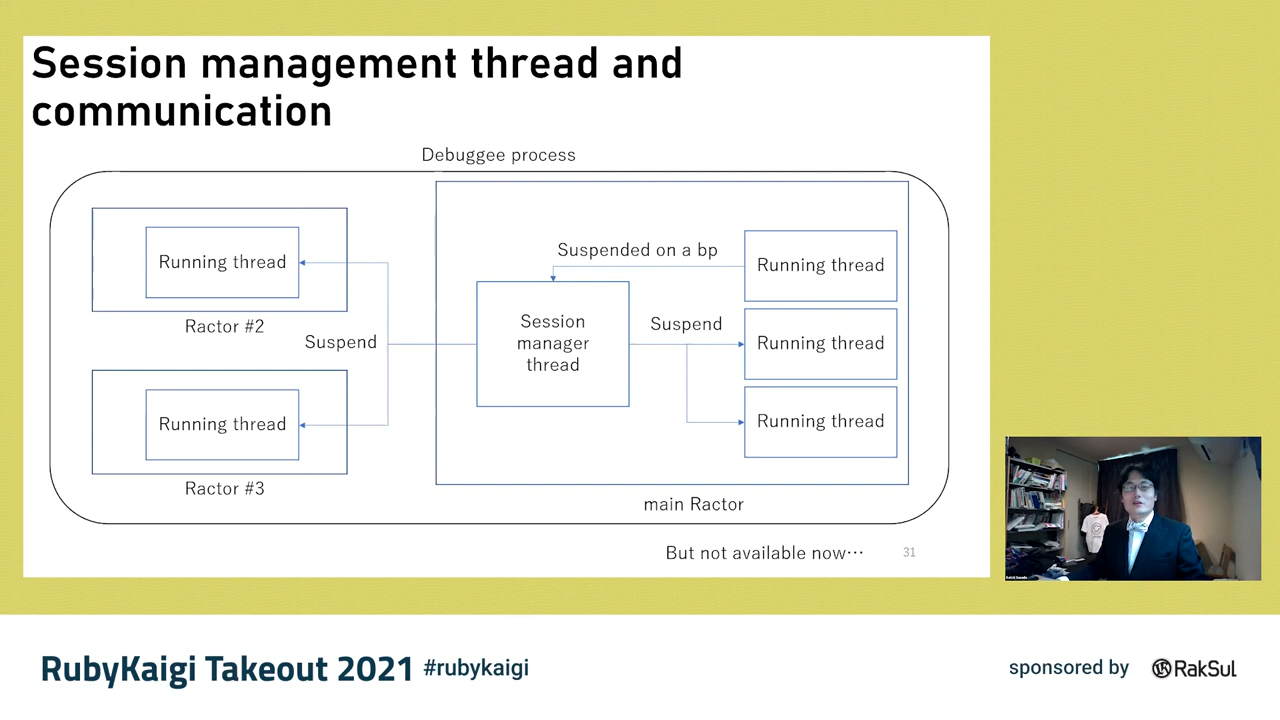 Session management thread and
communication
Debuggee process
Running thread
Ractor #2
Suspend
Running thread
Ractor #3
Suspended on a bp
Session
manager
thread
Suspend
Running thread
Running thread
Running thread
main Ractor
But not available now…
31
RubyKaigi Takeout 2021 #rubykaigi
sponsored by RakSul